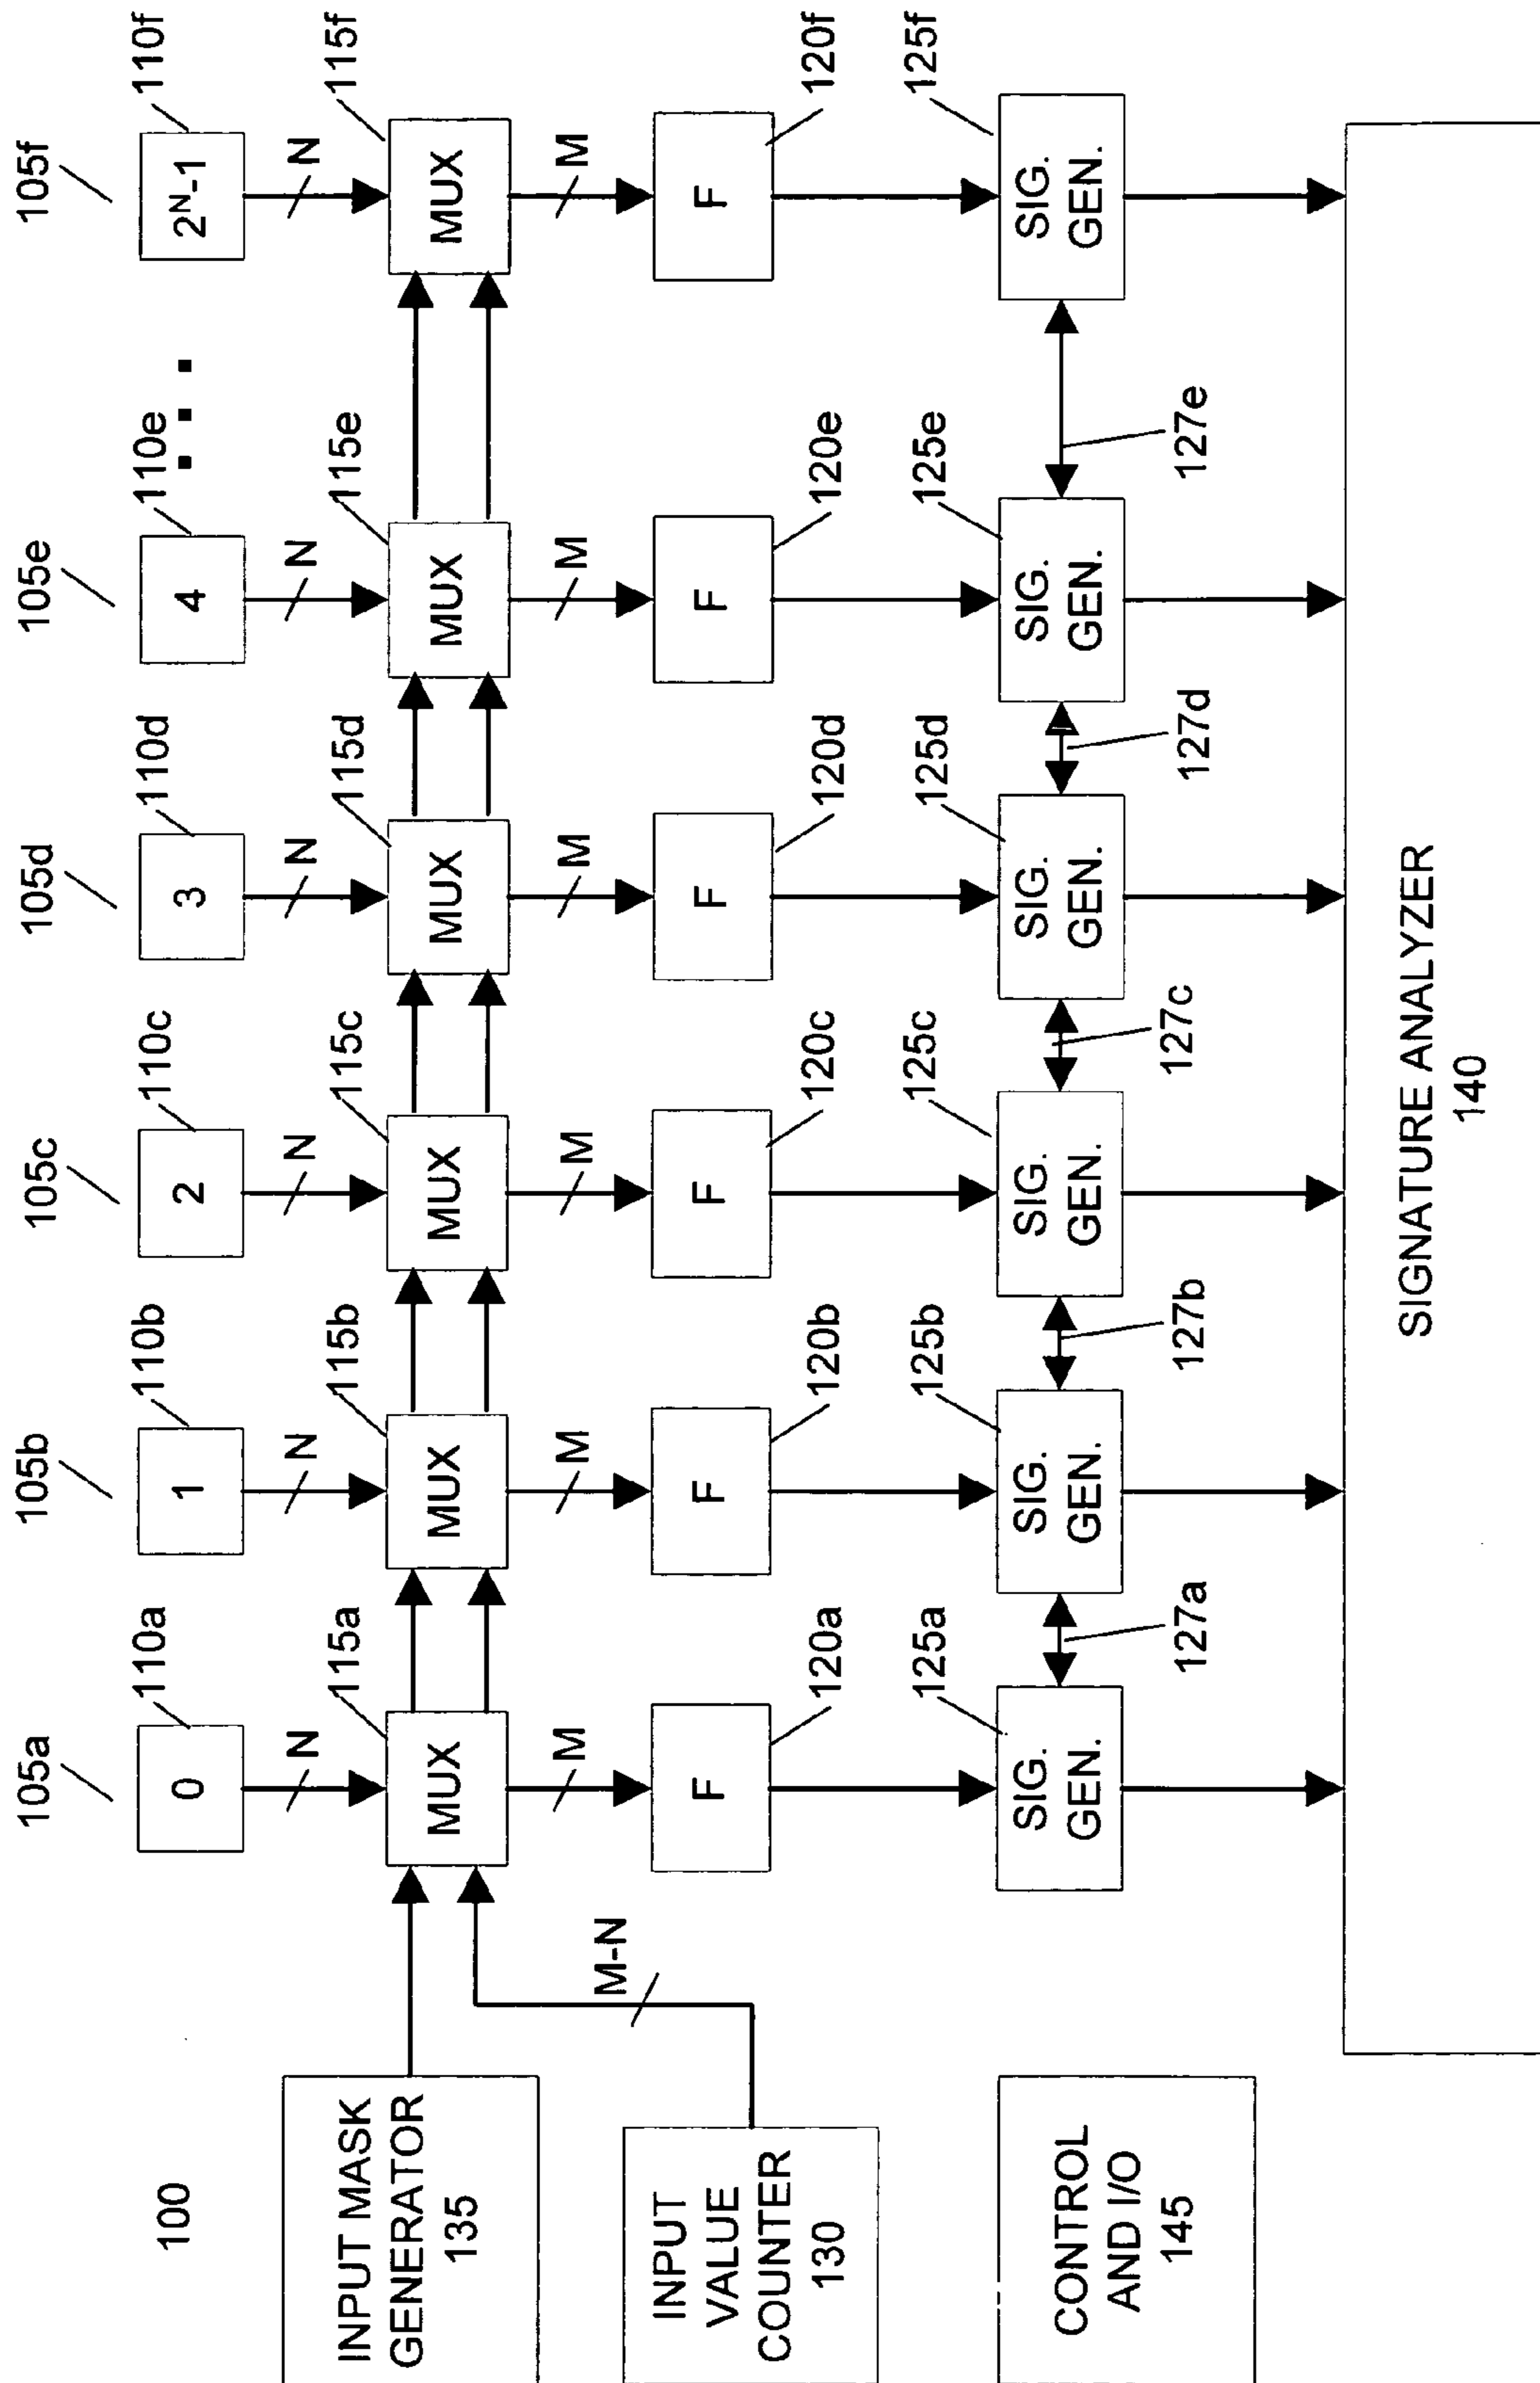 100
105a
105b
105c
105d
105e
105f
0
110a
1
110b
2
110c
3
110d
4
110e
. . .
2ᴺ-1
110f
N
N
N
N
N
N
INPUT MASK
GENERATOR
135
MUX
115a
MUX
115b
MUX
115c
MUX
115d
MUX
115e
MUX
115f
M-N
M
M
M
M
M
M
INPUT
VALUE
COUNTER
130
F
120a
F
120b
F
120c
F
120d
F
120e
F
120f
CONTROL
AND I/O
145
SIG.
GEN.
125a
SIG.
GEN.
125b
SIG.
GEN.
125c
SIG.
GEN.
125d
SIG.
GEN.
125e
SIG.
GEN.
125f
127a
127b
127c
127d
127e
SIGNATURE ANALYZER
140